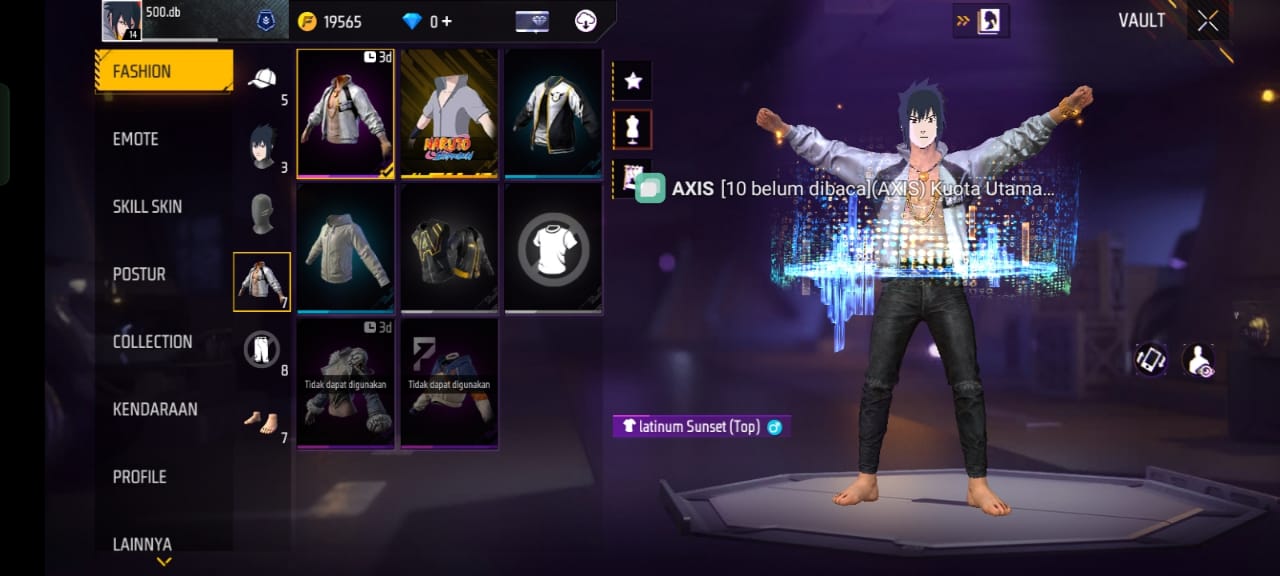 500.db
14
19565
0+
VAULT
FASHION
EMOTE
SKILL SKIN
POSTUR
COLLECTION
KENDARAAN
PROFILE
LAINNYA
5
3
7
8
7
3d
NARUTO
SHIPPUDEN
3d
Tidak dapat digunakan
Tidak dapat digunakan
AXIS [10 belum dibaca](AXIS) Kuota Utama...
latinum Sunset (Top)